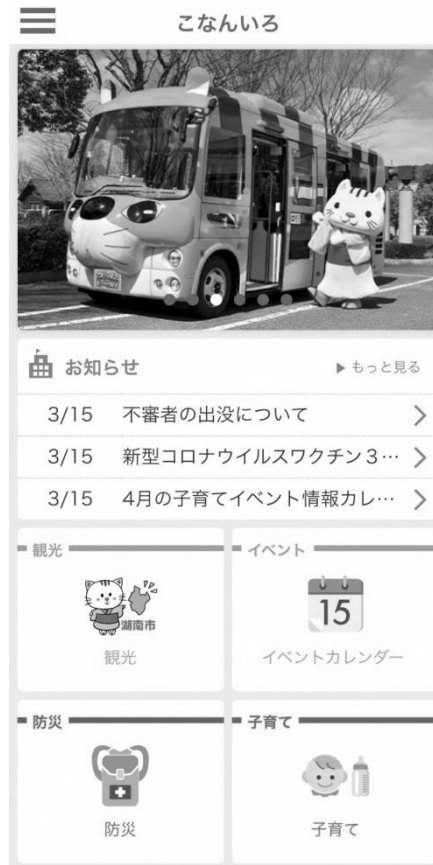 こなんいろ
お知らせ
▶ もっと見る
3/15 不審者の出没について
3/15 新型コロナウイルスワクチン３…
3/15 4月の子育てイベント情報カレ…
観光
イベント
湖南市
15
観光
イベントカレンダー
防災
子育て
防災
子育て